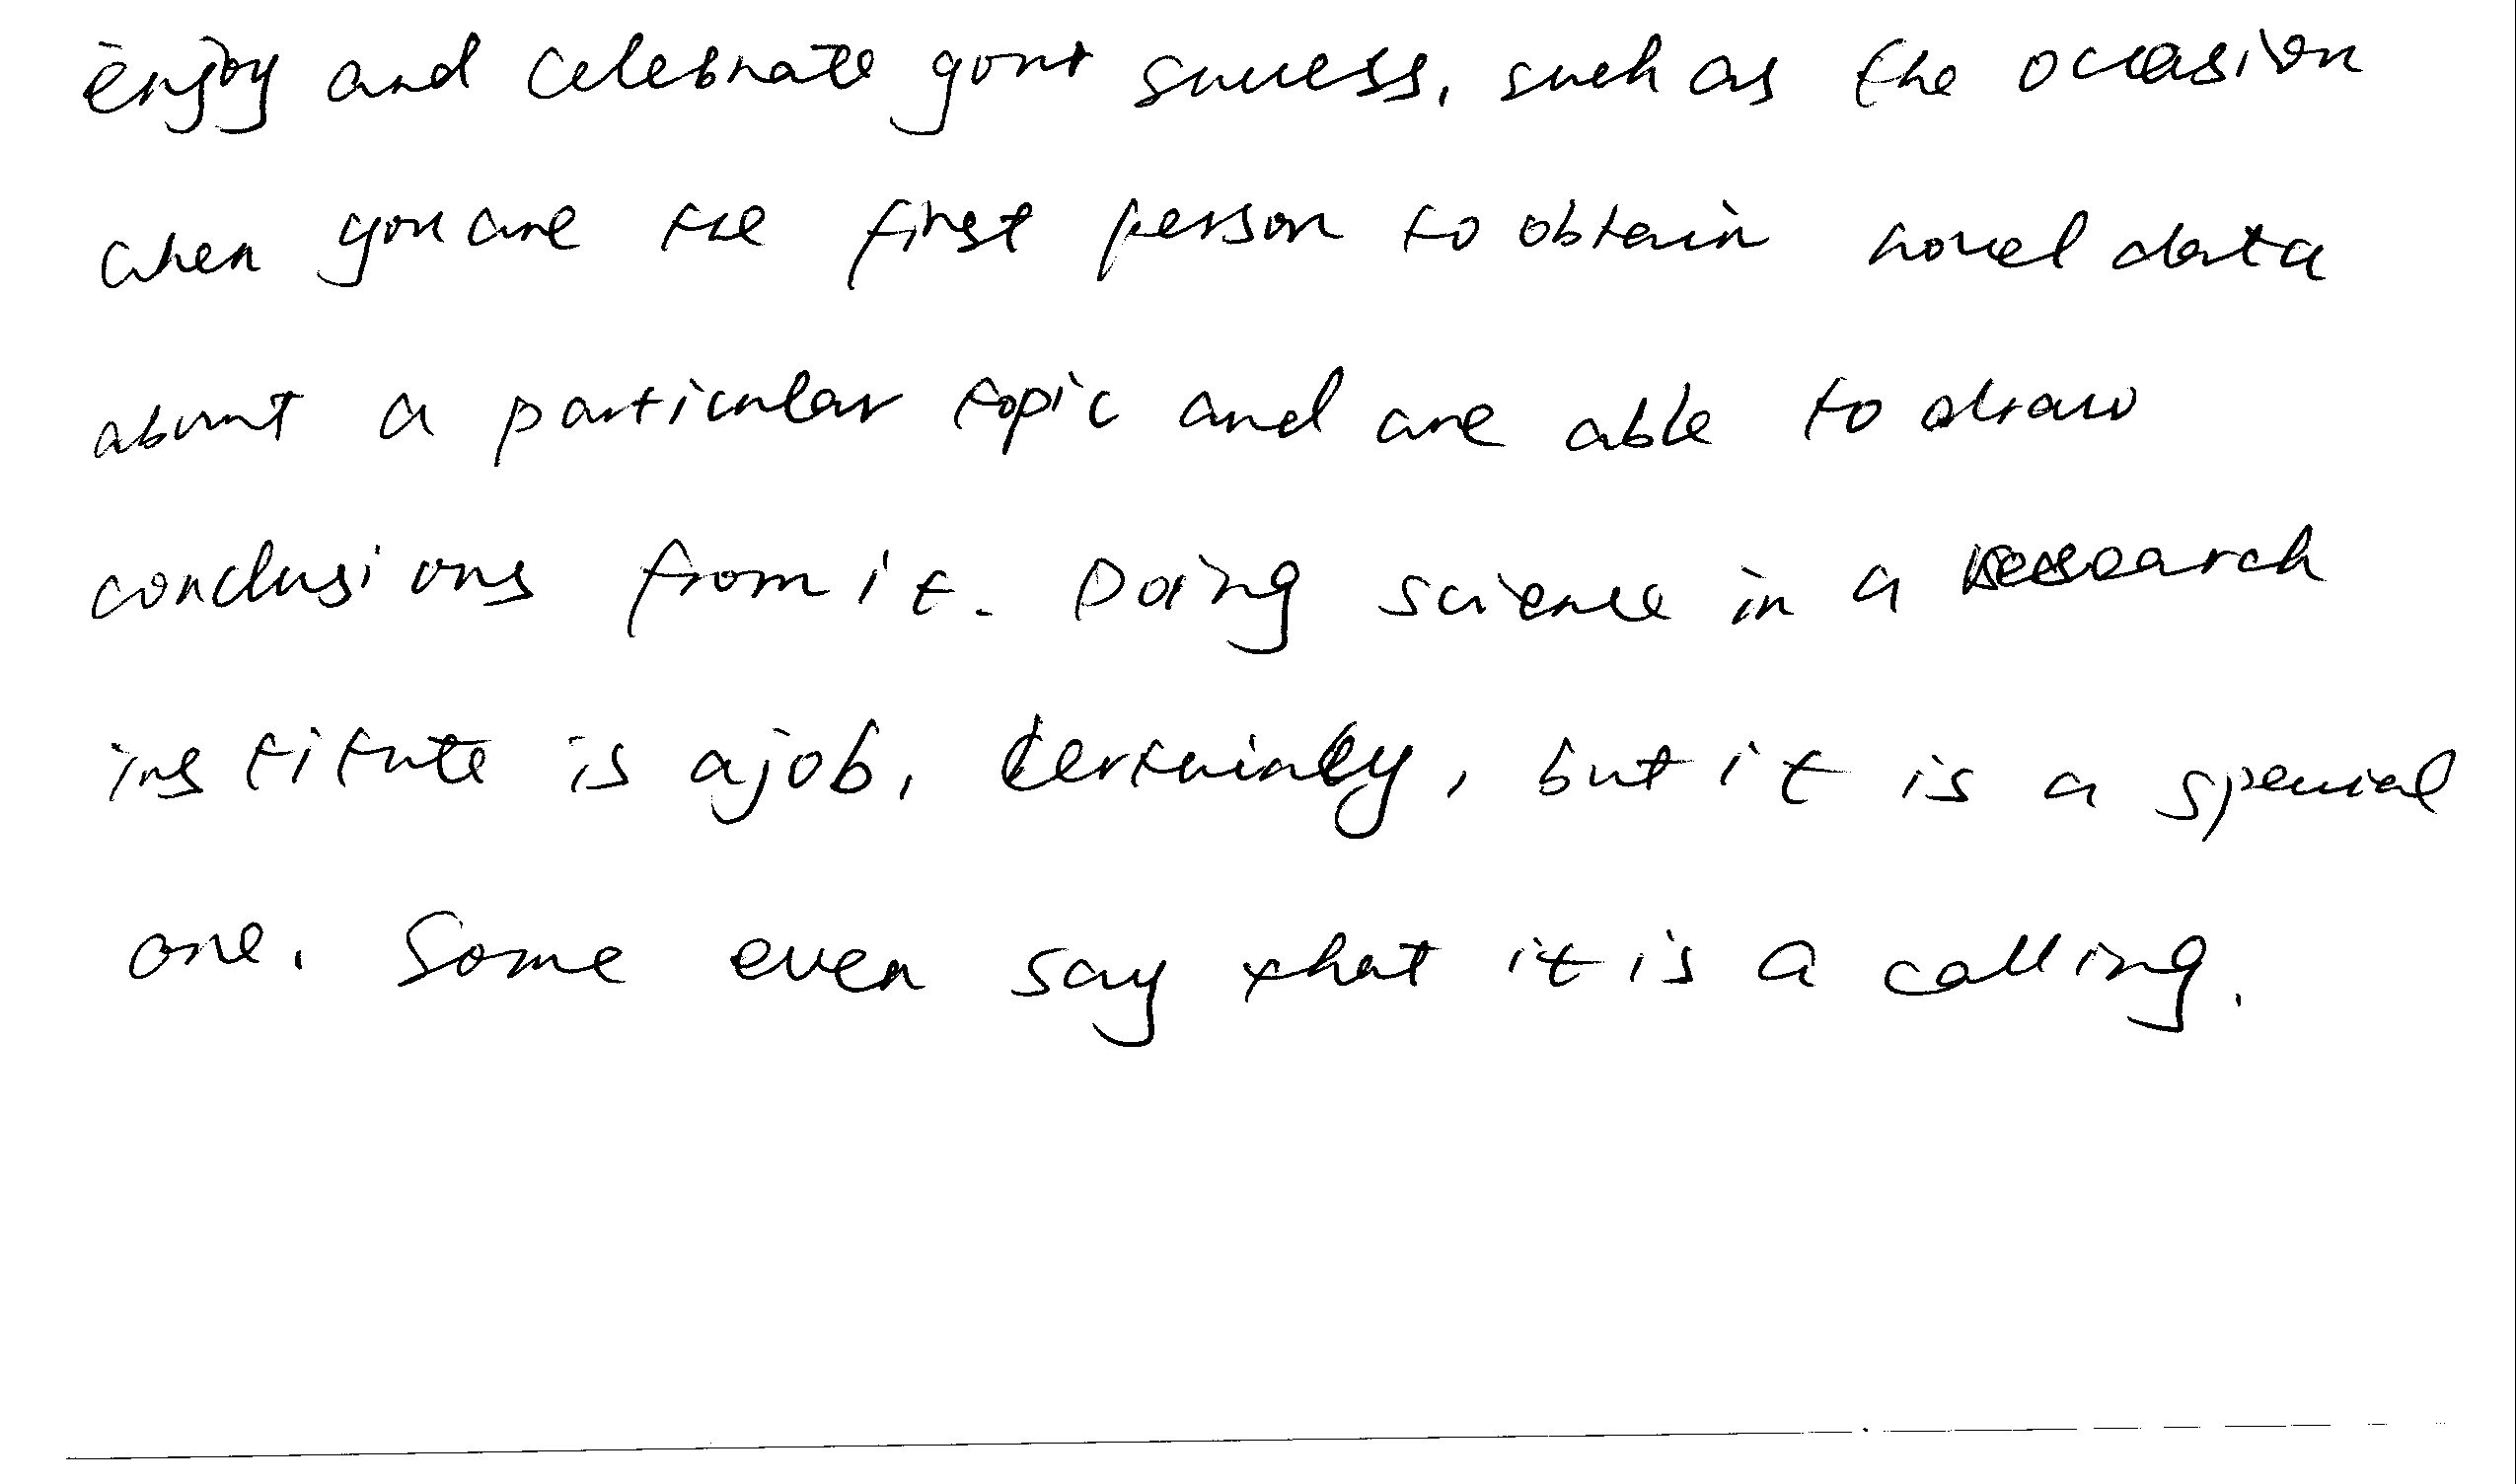 enjoy and celebrate your success, such as the occasion
when you are the first person to obtain novel data
about a particular topic and are able to draw
conclusions from it. Doing science in a research
institute is a job, certainly, but it is a special
one. Some even say that it is a calling.